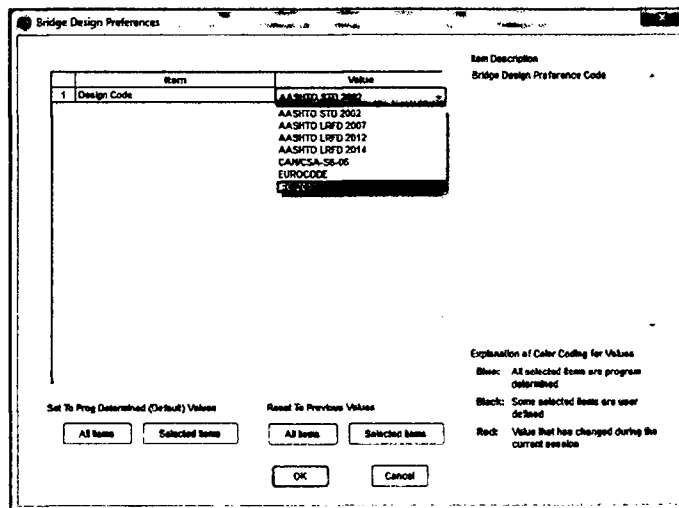 Bridge Design Preferences
Item Description
Bridge Design Preference Code
Item Value
1 Design Code AASHTO STD 2002
AASHTO STD 2002
AASHTO LRFD 2007
AASHTO LRFD 2012
AASHTO LRFD 2014
CAN/CSA-S6-06
EUROCODE
Explanation of Color Coding for Values
Blue: All selected items are program
determined
Black: Some selected items are user
defined
Red: Value that has changed during the
current session
Set To Prog Determined (Default) Values
All Items Selected Items
Reset To Previous Values
All Items Selected Items
OK Cancel